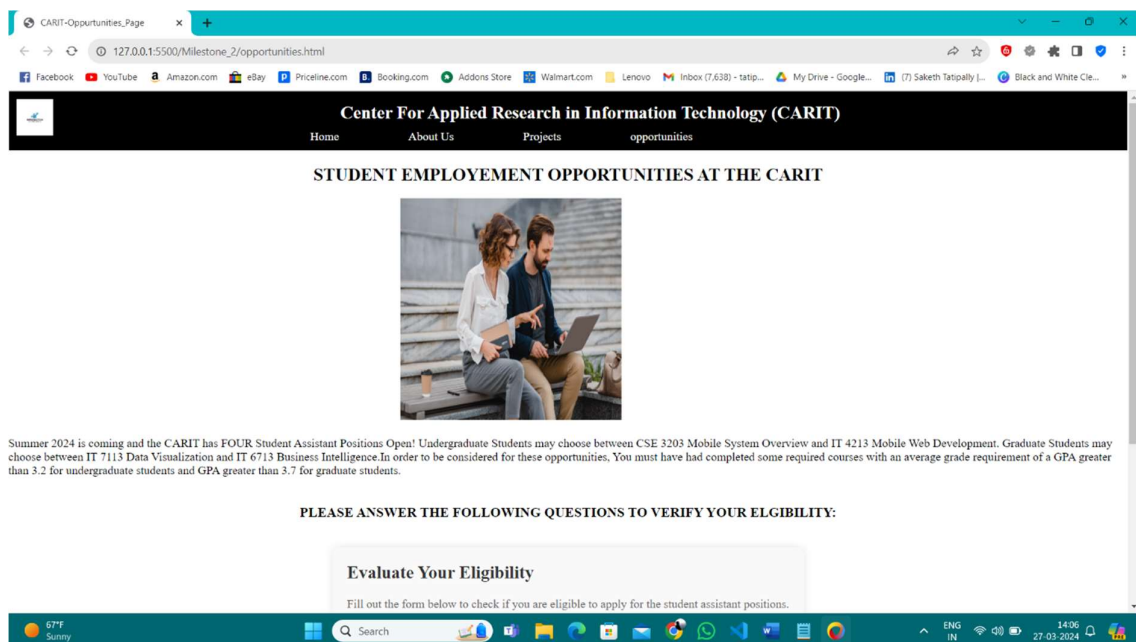 CARIT-Oppurtunities_Page
127.0.0.1:5500/Milestone_2/opportunities.html
Facebook YouTube Amazon.com eBay Priceline.com Booking.com Addons Store Walmart.com Lenovo Inbox (7,638) - tatip... My Drive - Google... (7) Saketh Tatipally |... Black and White Cle... »
Center For Applied Research in Information Technology (CARIT)
Home About Us Projects opportunities
STUDENT EMPLOYEMENT OPPORTUNITIES AT THE CARIT
Summer 2024 is coming and the CARIT has FOUR Student Assistant Positions Open! Undergraduate Students may choose between CSE 3203 Mobile System Overview and IT 4213 Mobile Web Development. Graduate Students may
choose between IT 7113 Data Visualization and IT 6713 Business Intelligence.In order to be considered for these opportunities, You must have had completed some required courses with an average grade requirement of a GPA greater
than 3.2 for undergraduate students and GPA greater than 3.7 for graduate students.
PLEASE ANSWER THE FOLLOWING QUESTIONS TO VERIFY YOUR ELGIBILITY:
Evaluate Your Eligibility
Fill out the form below to check if you are eligible to apply for the student assistant positions.
67°F
Sunny
Search
ENG
IN
14:06
27-03-2024